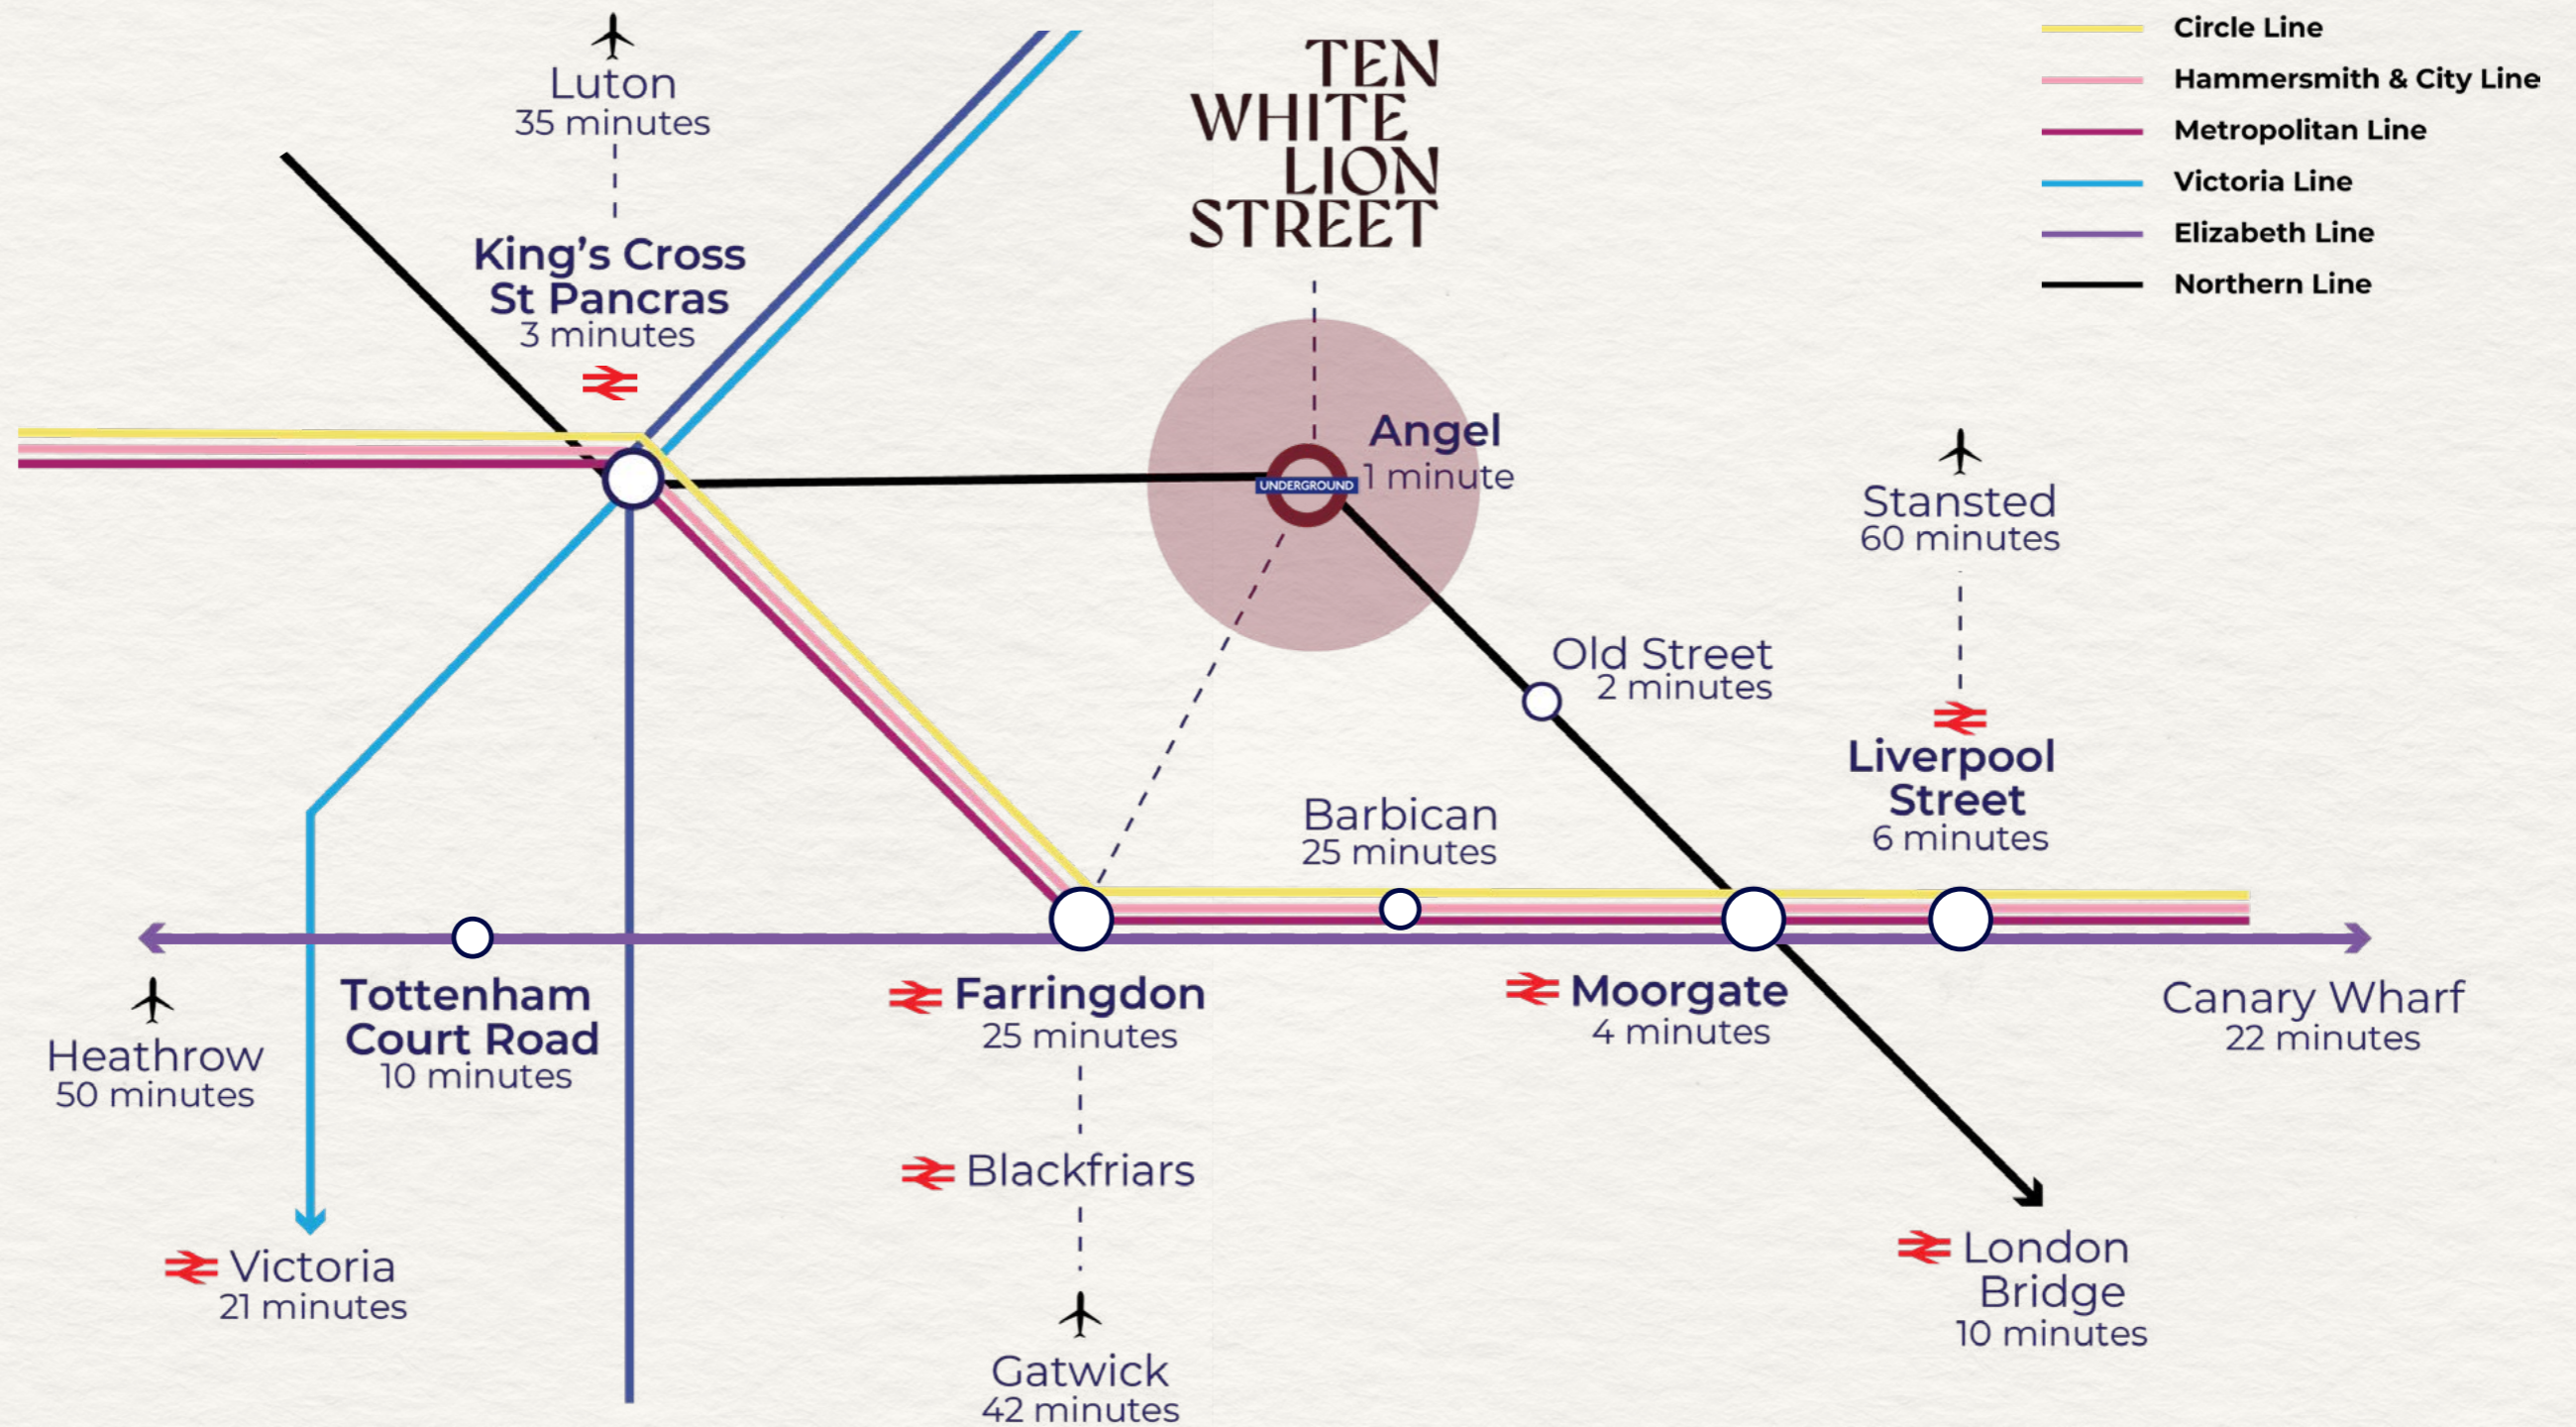 Luton
35 minutes
King's Cross
St Pancras
3 minutes
TEN
WHITE
LION
STREET
Circle Line
Hammersmith & City Line
Metropolitan Line
Victoria Line
Elizabeth Line
Northern Line
Angel
1 minute
UNDERGROUND
Stansted
60 minutes
Old Street
2 minutes
Liverpool
Street
6 minutes
Barbican
25 minutes
Heathrow
50 minutes
Tottenham
Court Road
10 minutes
Farringdon
25 minutes
Moorgate
4 minutes
Canary Wharf
22 minutes
Blackfriars
Victoria
21 minutes
London
Bridge
10 minutes
Gatwick
42 minutes